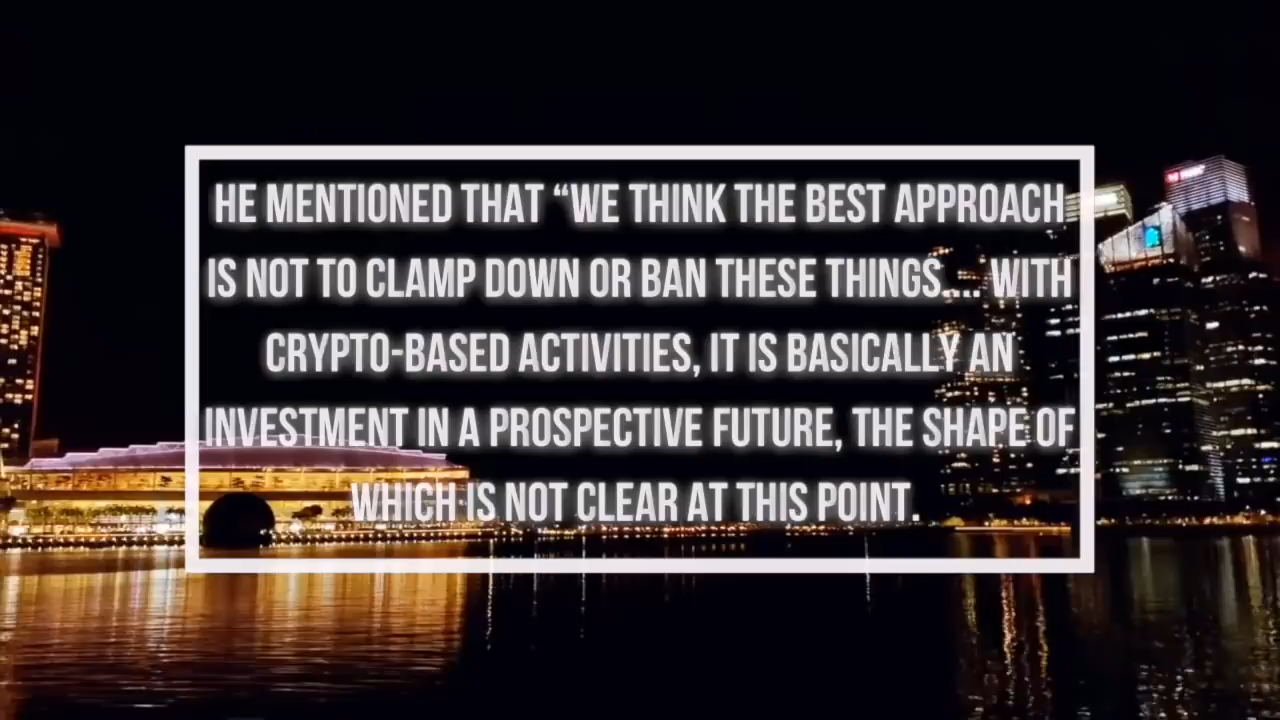 HE MENTIONED THAT “WE THINK THE BEST APPROACH
IS NOT TO CLAMP DOWN OR BAN THESE THINGS.... WITH
CRYPTO-BASED ACTIVITIES, IT IS BASICALLY AN
INVESTMENT IN A PROSPECTIVE FUTURE, THE SHAPE OF
WHICH IS NOT CLEAR AT THIS POINT.